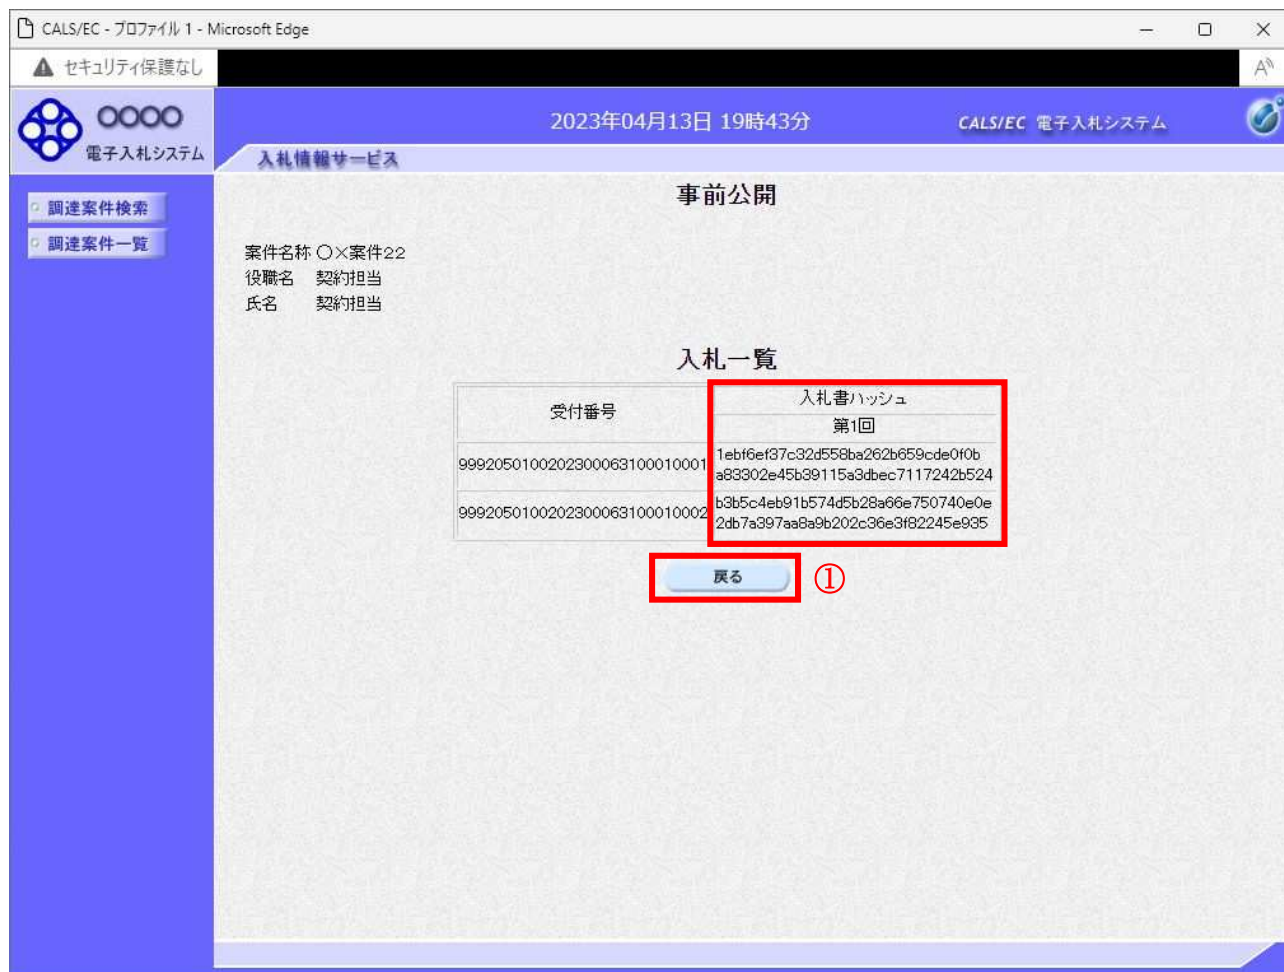 CALS/EC - プロファイル 1 - Microsoft Edge
セキュリティ保護なし
〇〇〇〇
電子入札システム
2023年04月13日 19時43分
CALS/EC 電子入札システム
入札情報サービス
調達案件検索
調達案件一覧
事前公開
案件名称 〇×案件22
役職名 契約担当
氏名 契約担当
入札一覧
受付番号
入札書ハッシュ
第1回
9992050100202300063100010001
1ebf6ef37c32d558ba262b659cde0f0b
a83302e45b39115a3dbec7117242b524
9992050100202300063100010002
b3b5c4eb91b574d5b28a66e750740e0e
2db7a397aa8a9b202c36e3f82245e935
戻る
①